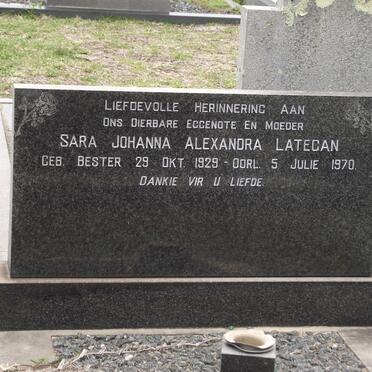 LIEFDEVOLLE HERINNERING AAN
ONS DIERBARE EGGENOTE EN MOEDER
SARA JOHANNA ALEXANDRA LATEGAN
GEB. BESTER 29 OKT 1929 - OORL. 5 JULIE 1970.
DANKIE VIR U LIEFDE.